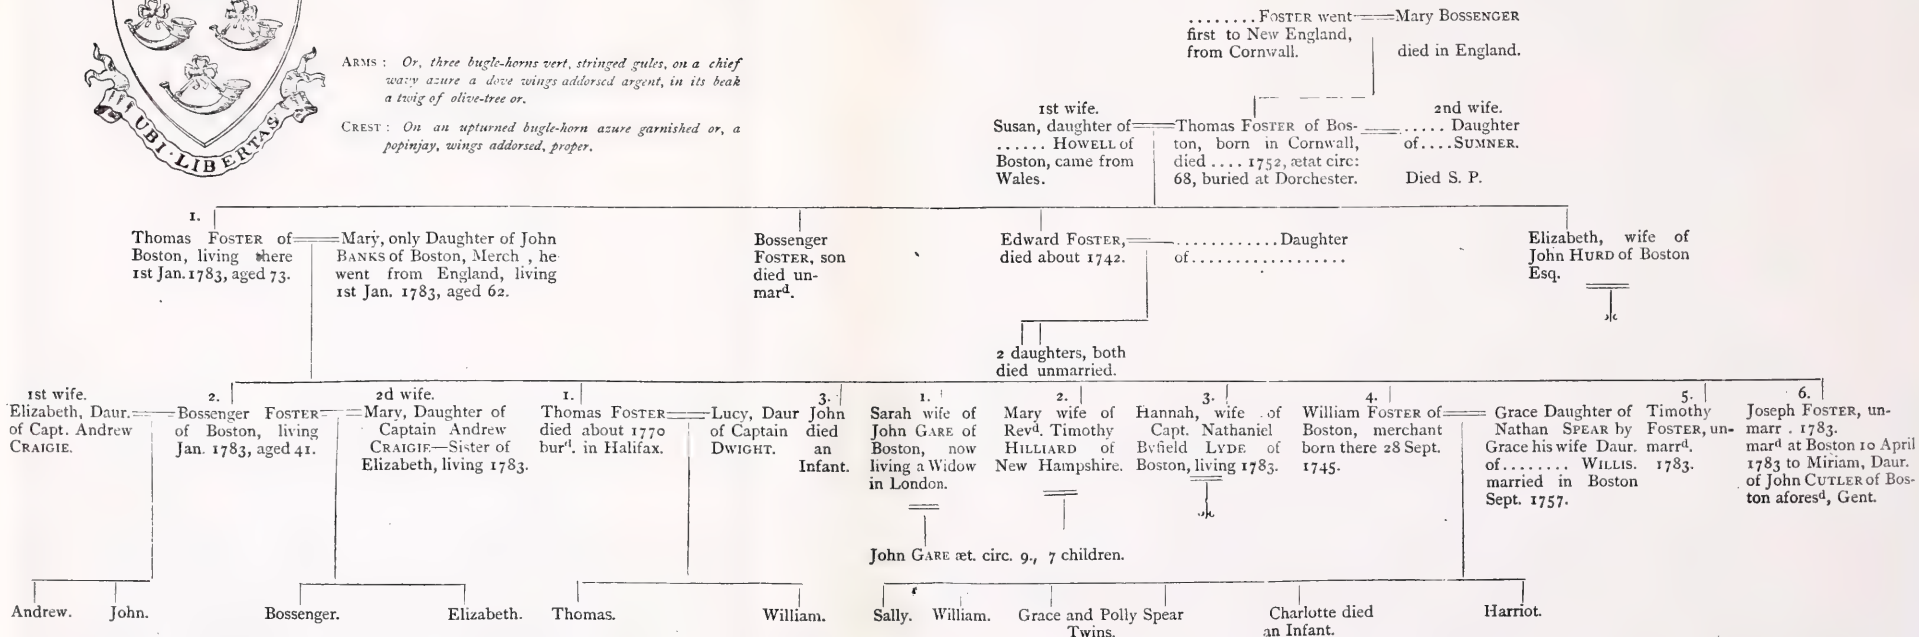 UBI·LIBERTAS
ARMS : Or, three bugle-horns vert, stringed gules, on a chief
wavy azure a dove wings addorsed argent, in its beak
a twig of olive-tree or.
CREST : On an upturned bugle-horn azure garnished or, a
popinjay, wings addorsed, proper.
........FOSTER went
first to New England,
from Cornwall.
Mary BOSSENGER
died in England.
1st wife.
Susan, daughter of
...... HOWELL of
Boston, came from
Wales.
Thomas FOSTER of Bos-
ton, born in Cornwall,
died .... 1752, ætat circ:
68, buried at Dorchester.
2nd wife.
..... Daughter
of....SUMNER.
Died S. P.
1.
Thomas FOSTER of
Boston, living there
1st Jan. 1783, aged 73.
Mary, only Daughter of John
BANKS of Boston, Merch , he
went from England, living
1st Jan. 1783, aged 62.
Bossenger
FOSTER, son
died un-
marᵈ.
Edward FOSTER,
died about 1742.
............Daughter
of..................
Elizabeth, wife of
John HURD of Boston
Esq.
2 daughters, both
died unmarried.
1st wife.
Elizabeth, Daur.
of Capt. Andrew
CRAIGIE.
2.
Bossenger FOSTER
of Boston, living
Jan. 1783, aged 41.
2d wife.
Mary, Daughter of
Captain Andrew
CRAIGIE—Sister of
Elizabeth, living 1783.
1.
Thomas FOSTER
died about 1770
burᵈ. in Halifax.
Lucy, Daur
of Captain
DWIGHT.
3.
John
died
an
Infant.
1.
Sarah wife of
John GARE of
Boston, now
living a Widow
in London.
2.
Mary wife of
Revᵈ. Timothy
HILLIARD of
New Hampshire.
3.
Hannah, wife of
Capt. Nathaniel
Byfield LYDE of
Boston, living 1783.
4.
William FOSTER of
Boston, merchant
born there 28 Sept.
1745.
Grace Daughter of
Nathan SPEAR by
Grace his wife Daur.
of........ WILLIS.
married in Boston
Sept. 1757.
5.
Timothy
FOSTER, un-
marrᵈ.
1783.
6.
Joseph FOSTER, un-
marr . 1783.
marᵈ at Boston 10 April
1783 to Miriam, Daur.
of John CUTLER of Bos-
ton aforesᵈ, Gent.
John GARE æt. circ. 9., 7 children.
Andrew. John. Bossenger. Elizabeth. Thomas. William. Sally. William. Grace and Polly Spear
Twins.
Charlotte died
an Infant.
Harriot.